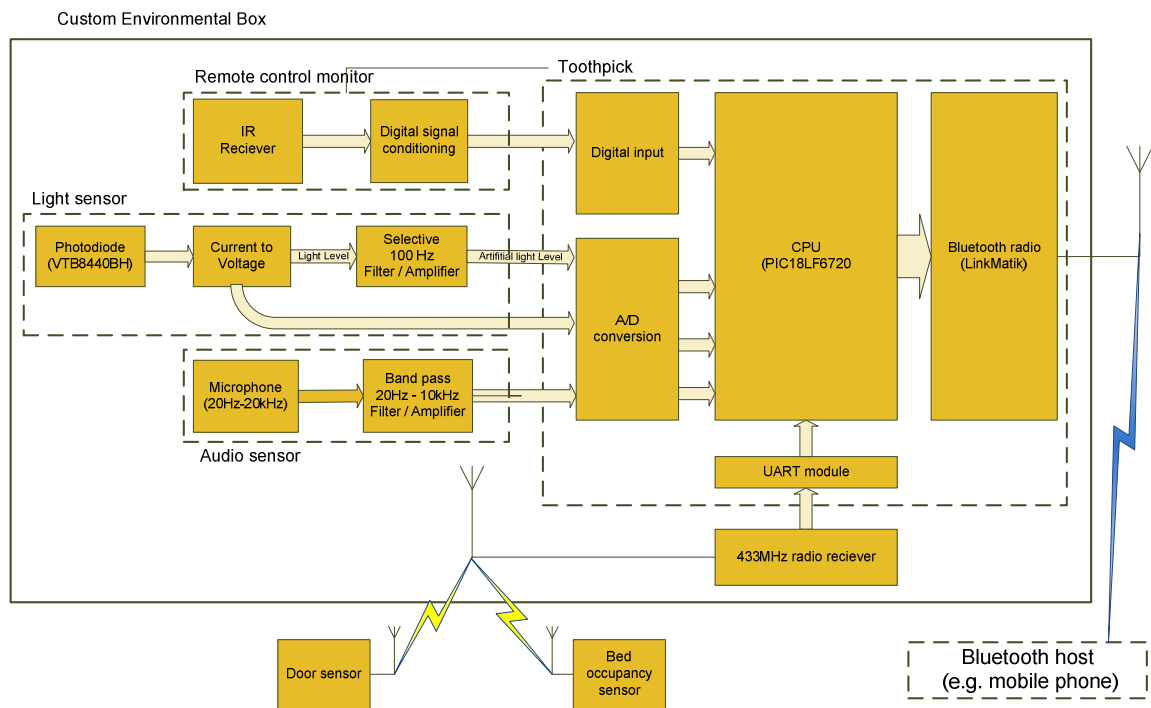 Custom Environmental Box
Remote control monitor
Toothpick
IR
Reciever
Digital signal
conditioning
Digital input
CPU
(PIC18LF6720
Bluetooth radio
(LinkMatik)
Light sensor
Photodiode
(VTB8440BH)
Current to
Voltage
Light Level
Selective
100 Hz
Filter / Amplifier
Artifitial light Level
A/D
conversion
Microphone
(20Hz-20kHz)
Band pass
20Hz - 10kHz
Filter / Amplifier
Audio sensor
UART module
433MHz radio reciever
Door sensor
Bed
occupancy
sensor
Bluetooth host
(e.g. mobile phone)